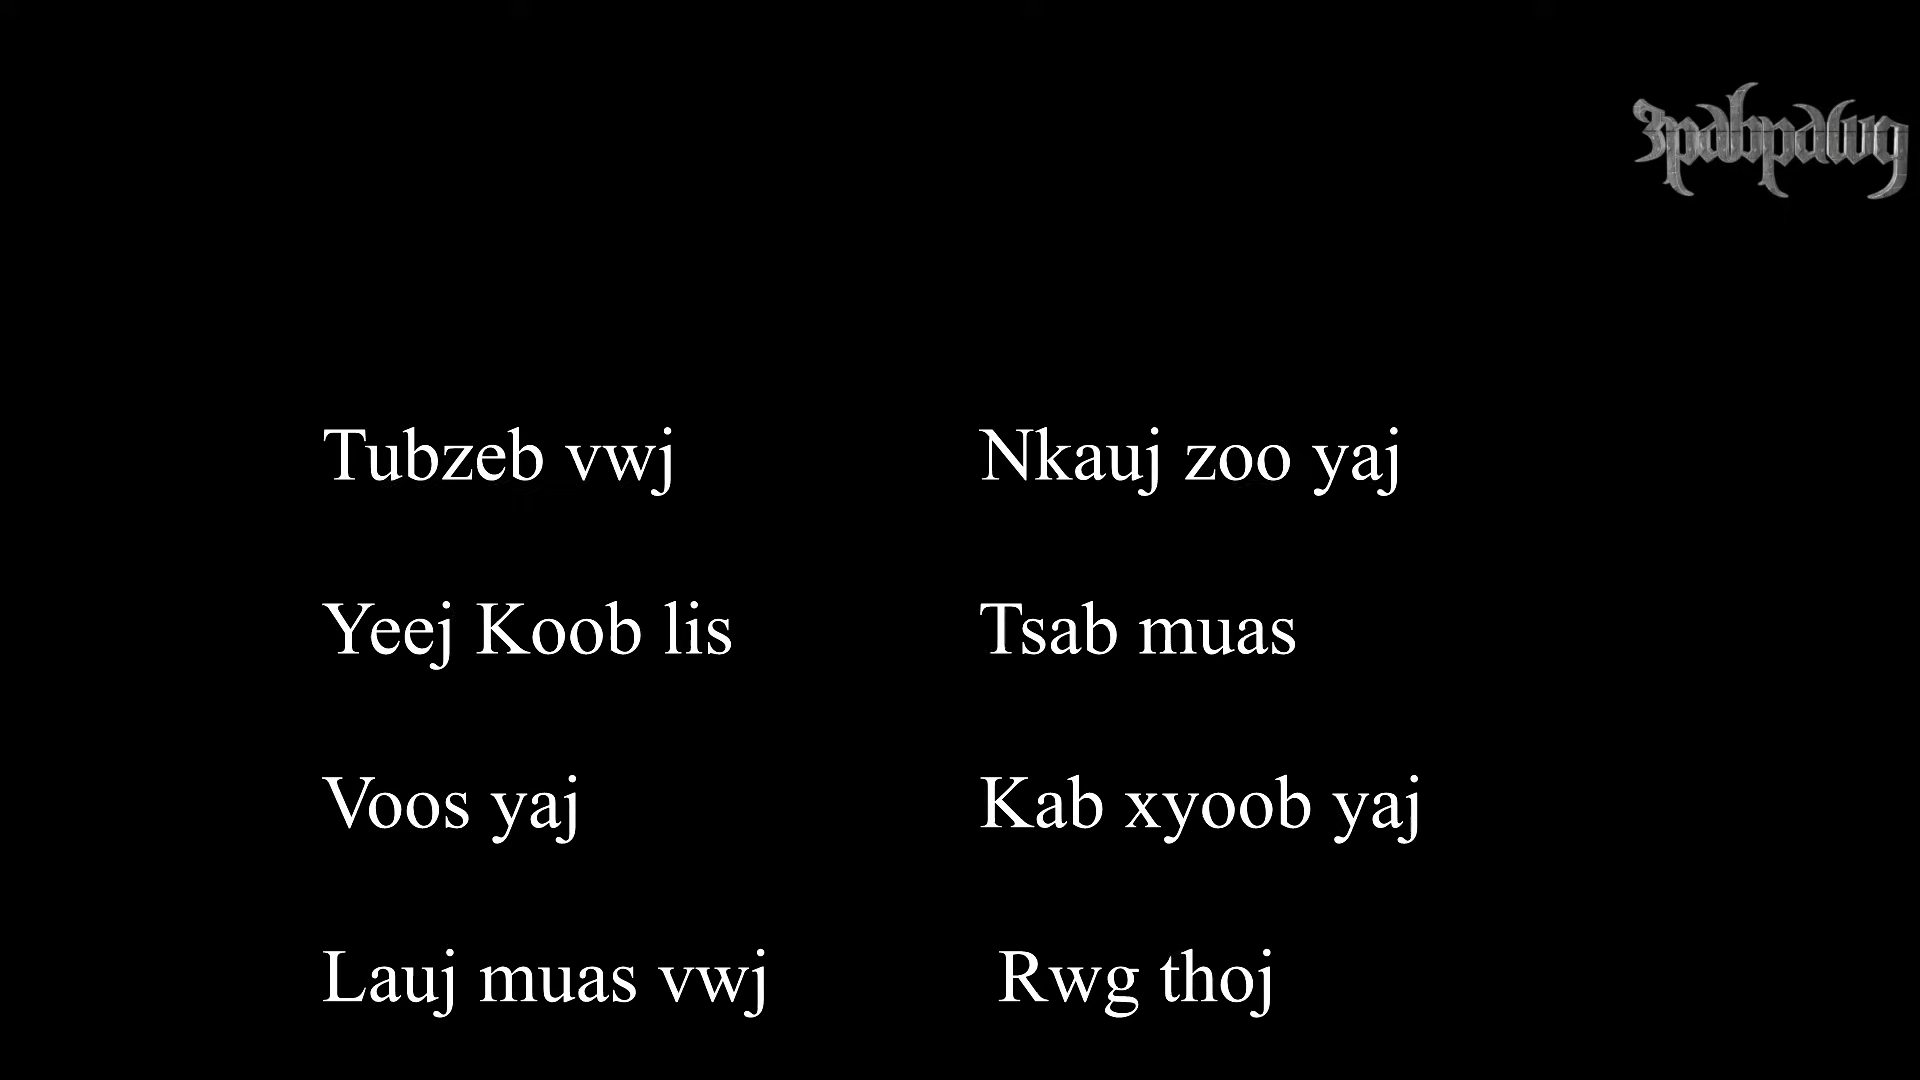 3pabpawg
Tubzeb vwj Nkauj zoo yaj
Yeej Koob lis Tsab muas
Voos yaj Kab xyoob yaj
Lauj muas vwj Rwg thoj